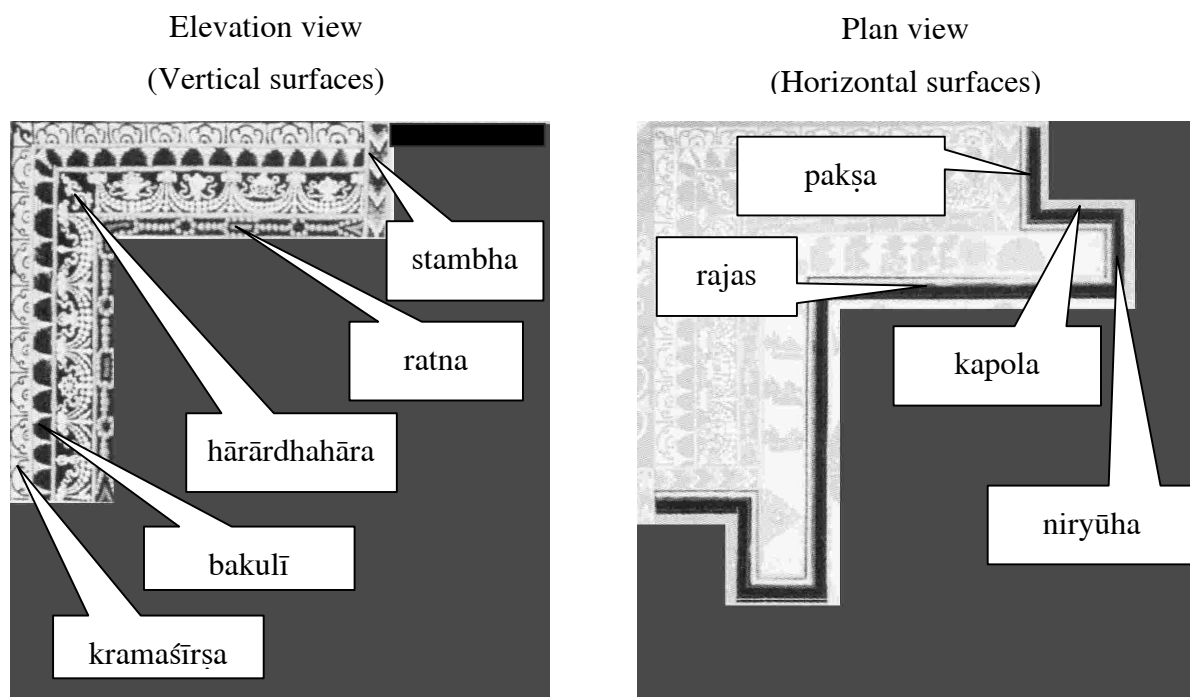 Elevation view
(Vertical surfaces)
stambha
ratna
hārārdhahāra
bakulī
kramaśīrṣa
Plan view
(Horizontal surfaces)
pakṣa
rajas
kapola
niryūha